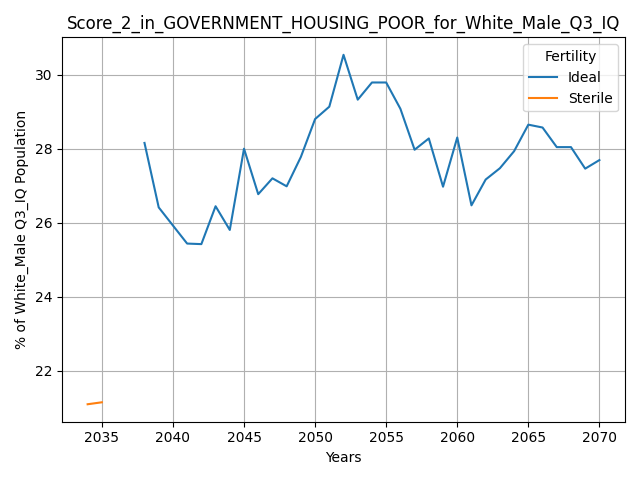 Score_2_in_GOVERNMENT_HOUSING_POOR_for_White_Male_Q3_IQ
Fertility
Ideal
Sterile
% of White_Male Q3_IQ Population
30
28
26
24
22
2035 2040 2045 2050 2055 2060 2065 2070
Years